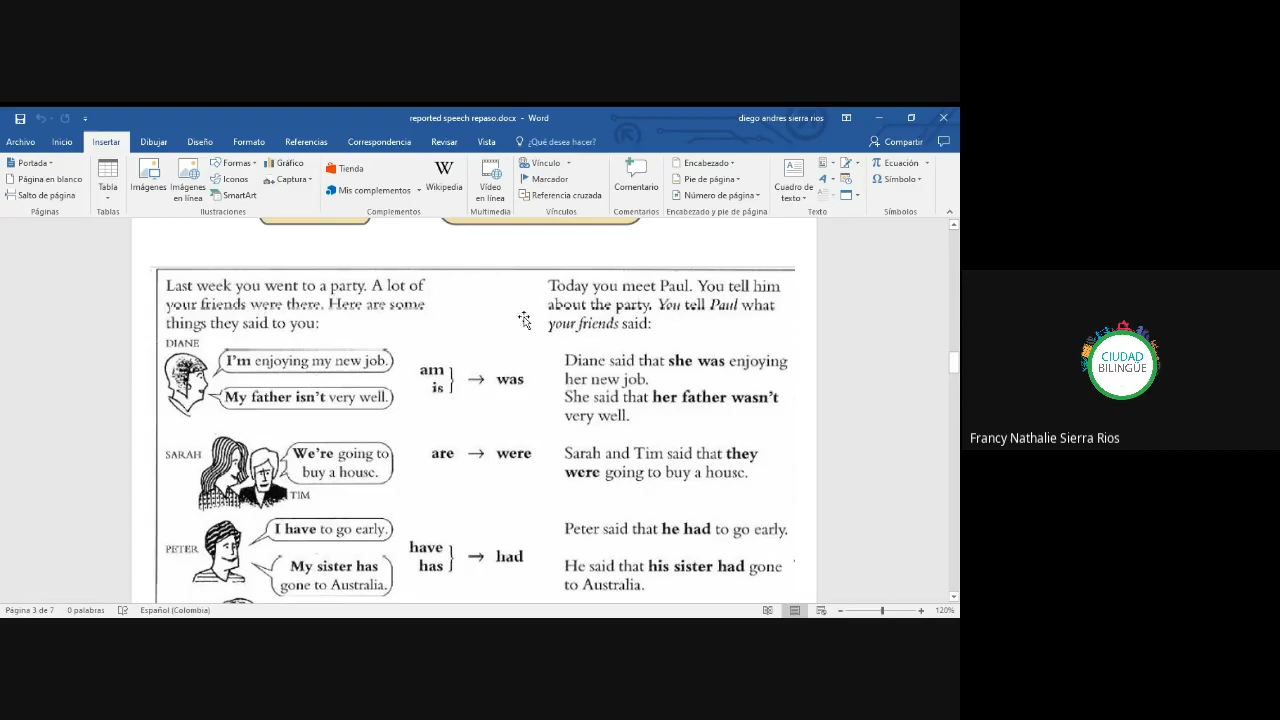 reported speech repaso.docx - Word
diego andres sierra rios
Archivo Inicio Insertar Dibujar Diseño Formato Referencias Correspondencia Revisar Vista ¿Qué desea hacer? Compartir
Portada
Página en blanco
Salto de página
Páginas
Tabla
Tablas
Imágenes
Imágenes en línea
Formas
Iconos
SmartArt
Gráfico
Captura
Ilustraciones
Tienda
Mis complementos
Wikipedia
Complementos
Vídeo en línea
Multimedia
Vínculo
Marcador
Referencia cruzada
Vínculos
Comentario
Comentarios
Encabezado
Pie de página
Número de página
Encabezado y pie de página
Cuadro de texto
Texto
Ecuación
Símbolo
Símbolos
Last week you went to a party. A lot of
your friends were there. Here are some
things they said to you:
Today you meet Paul. You tell him
about the party. You tell Paul what
your friends said:
DIANE
I'm enjoying my new job.
My father isn't very well.
am
is
→ was
Diane said that she was enjoying
her new job.
She said that her father wasn't
very well.
SARAH
TIM
We're going to
buy a house.
are → were
Sarah and Tim said that they
were going to buy a house.
PETER
I have to go early.
My sister has
gone to Australia.
have
has
→ had
Peter said that he had to go early.
He said that his sister had gone
to Australia.
Página 3 de 7 0 palabras Español (Colombia) 120%
CIUDAD
BILINGÜE
Francy Nathalie Sierra Rios